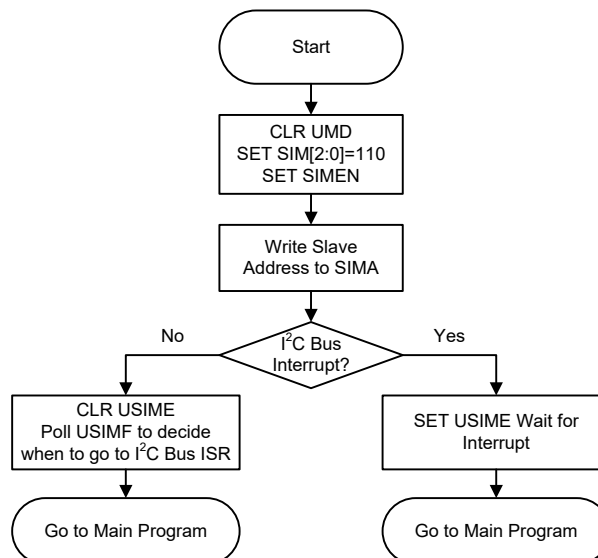 Start
CLR UMD
SET SIM[2:0]=110
SET SIMEN
Write Slave
Address to SIMA
No
I²C Bus
Interrupt?
Yes
CLR USIME
Poll USIMF to decide
when to go to I²C Bus ISR
SET USIME Wait for
Interrupt
Go to Main Program
Go to Main Program